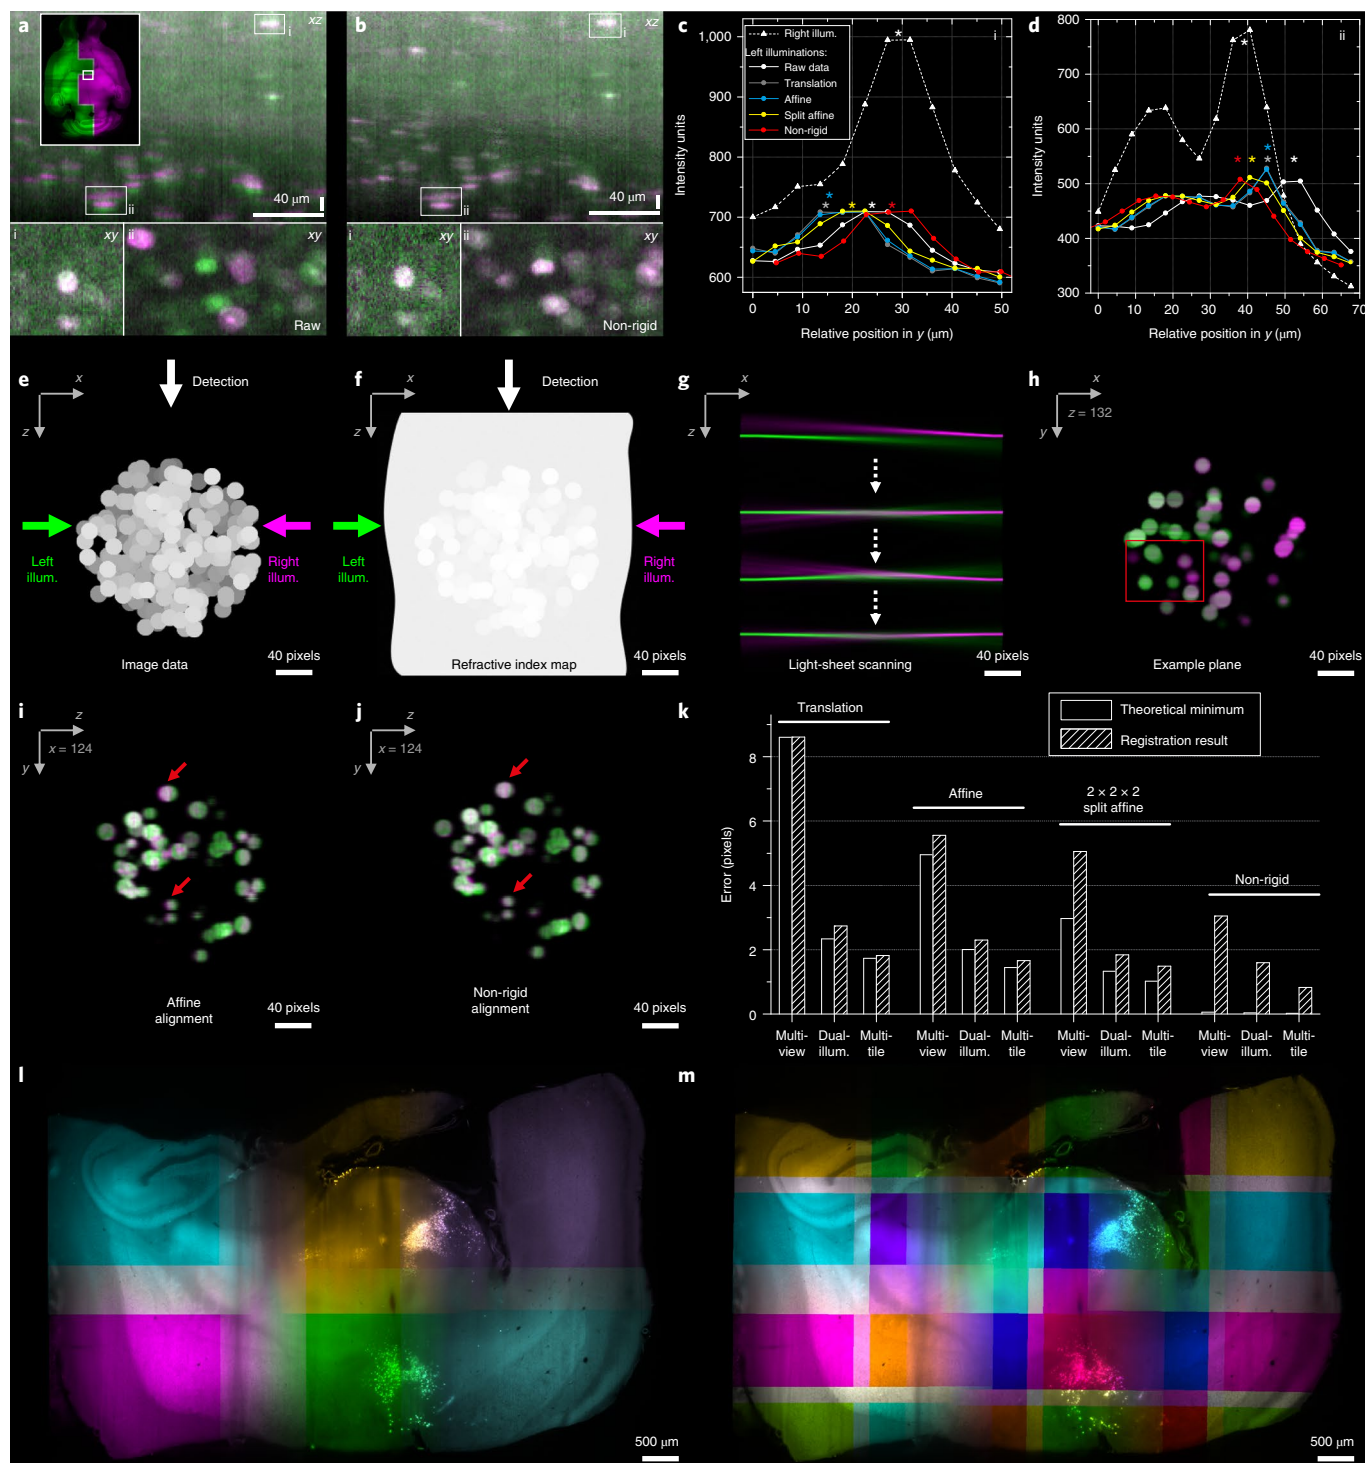 a
xz
i
40 μm
ii
i
xy
ii
xy
Raw
b
xz
i
40 μm
ii
i
xy
ii
xy
Non-rigid
c
i
Right illum.
Left illuminations:
Raw data
Translation
Affine
Split affine
Non-rigid
Intensity units
1,000
900
800
700
600
0
10
20
30
40
50
Relative position in y (μm)
d
ii
Intensity units
800
700
600
500
400
300
0
10
20
30
40
50
60
70
Relative position in y (μm)
e
x
z
Detection
Left
illum.
Right
illum.
Image data
40 pixels
f
x
z
Detection
Left
illum.
Right
illum.
Refractive index map
40 pixels
g
x
z
Light-sheet scanning
40 pixels
h
x
y
z = 132
Example plane
40 pixels
i
z
y
x = 124
Affine
alignment
40 pixels
j
z
y
x = 124
Non-rigid
alignment
40 pixels
k
Theoretical minimum
Registration result
Translation
Affine
2 × 2 × 2
split affine
Non-rigid
Error (pixels)
8
6
4
2
0
Multi-
view
Dual-
illum.
Multi-
tile
Multi-
view
Dual-
illum.
Multi-
tile
Multi-
view
Dual-
illum.
Multi-
tile
Multi-
view
Dual-
illum.
Multi-
tile
l
500 μm
m
500 μm